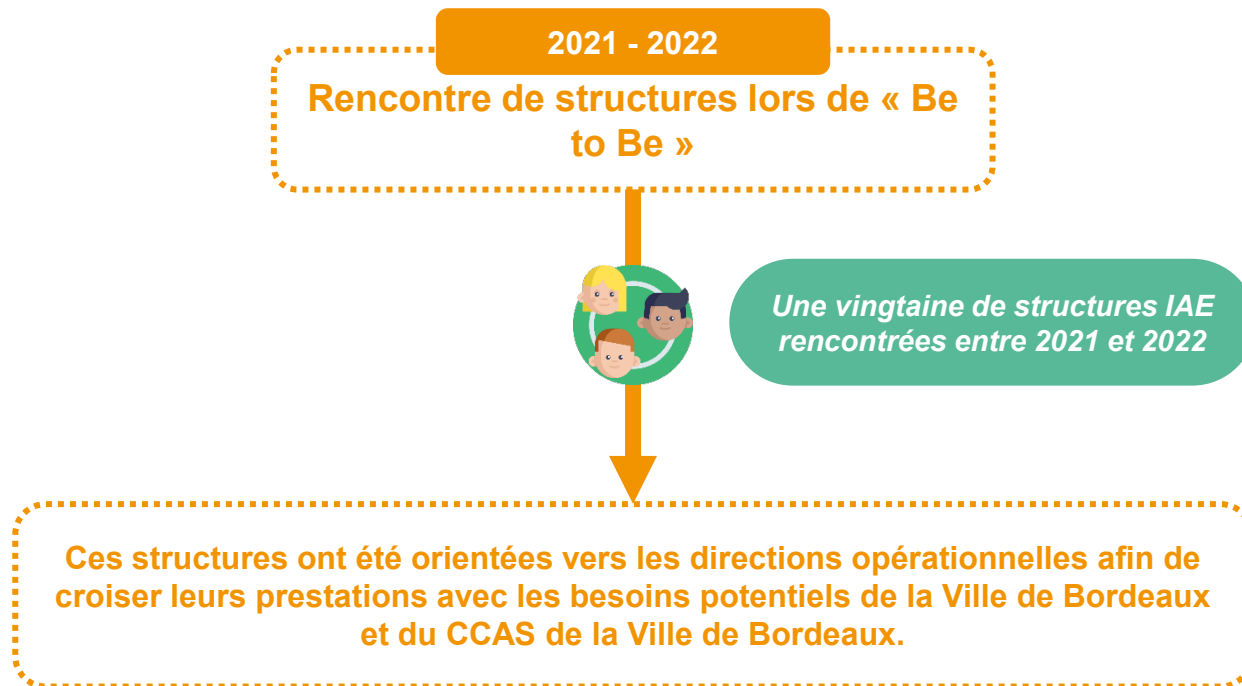 2021 - 2022
Rencontre de structures lors de « Be
to Be »
Une vingtaine de structures IAE
rencontrées entre 2021 et 2022
Ces structures ont été orientées vers les directions opérationnelles afin de
croiser leurs prestations avec les besoins potentiels de la Ville de Bordeaux
et du CCAS de la Ville de Bordeaux.